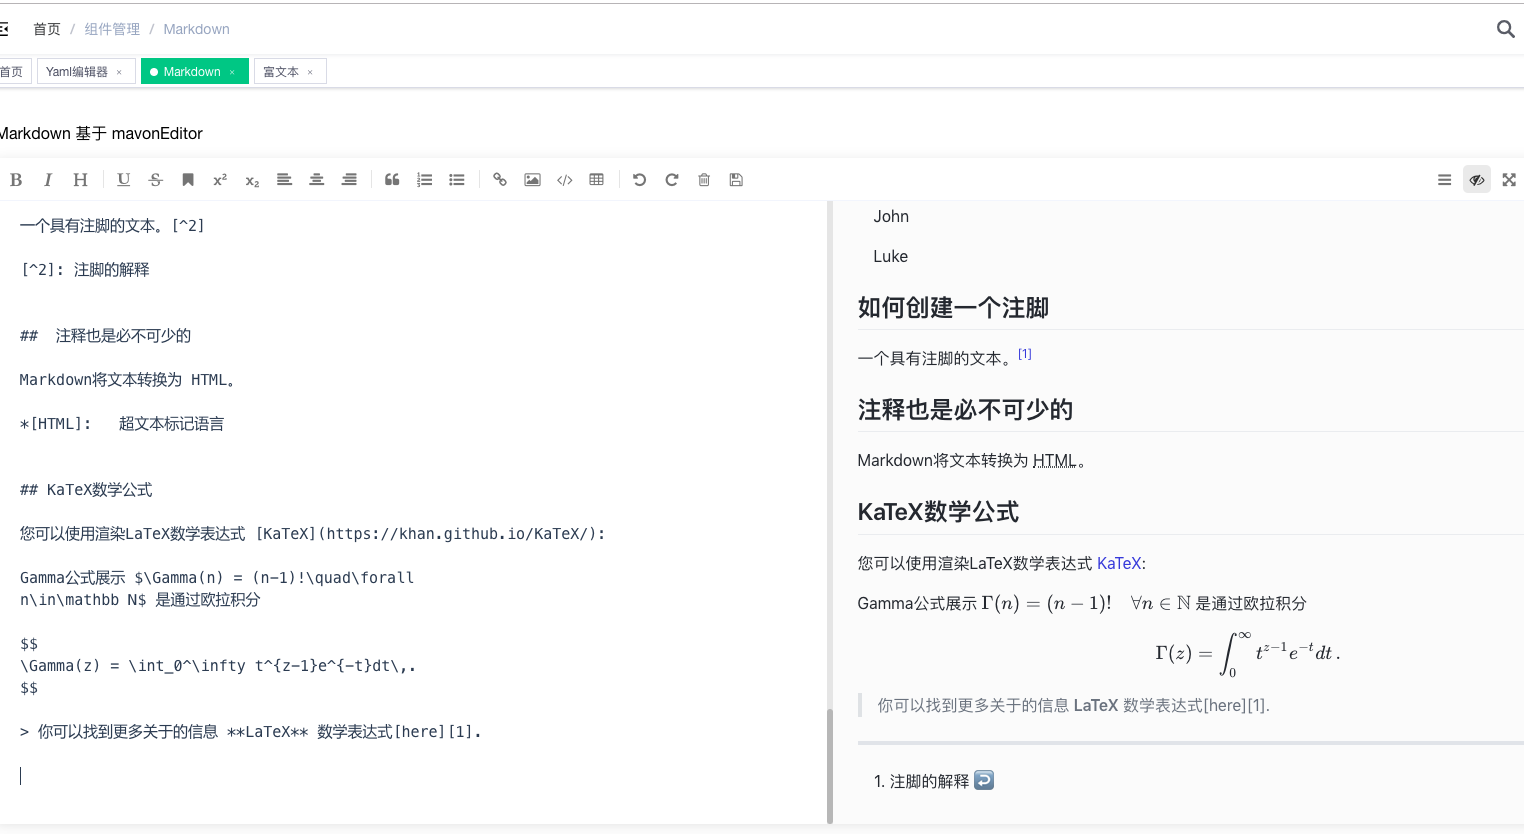 首页 / 组件管理 / Markdown
首页 Yaml编辑器 × Markdown × 富文本 ×
Markdown 基于 mavonEditor
B I H U S x² x₂
一个具有注脚的文本。[^2]
[^2]: 注脚的解释
##  注释也是必不可少的
Markdown将文本转换为 HTML。
*[HTML]:   超文本标记语言
## KaTeX数学公式
您可以使用渲染LaTeX数学表达式 [KaTeX](https://khan.github.io/KaTeX/):
Gamma公式展示 $\Gamma(n) = (n-1)!\quad\forall
n\in\mathbb N$ 是通过欧拉积分
$$
\Gamma(z) = \int_0^\infty t^{z-1}e^{-t}dt\,.
$$
> 你可以找到更多关于的信息 **LaTeX** 数学表达式[here][1].
John
Luke
如何创建一个注脚
一个具有注脚的文本。[1]
注释也是必不可少的
Markdown将文本转换为 HTML。
KaTeX数学公式
您可以使用渲染LaTeX数学表达式 KaTeX:
Gamma公式展示 Γ(n) = (n − 1)! ∀n ∈ ℕ 是通过欧拉积分
Γ(z) = ∫₀^∞ t^{z−1}e^{−t}dt .
你可以找到更多关于的信息 LaTeX 数学表达式[here][1].
1. 注脚的解释 ↩